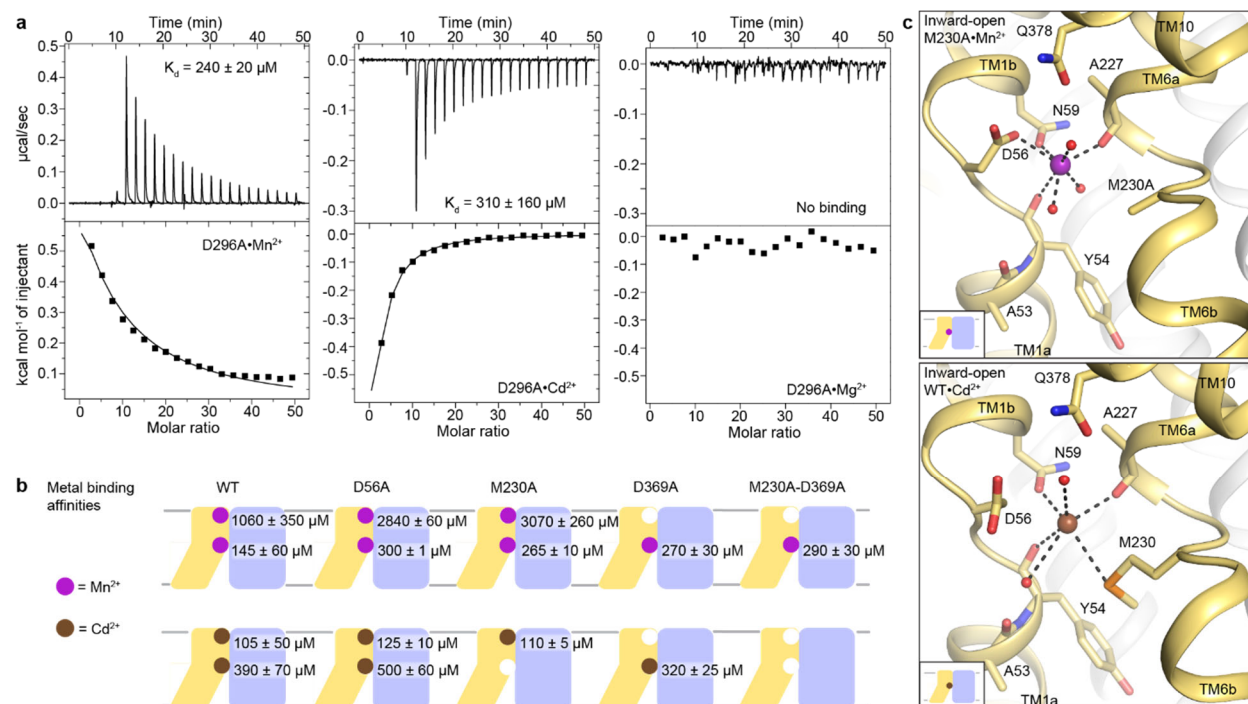 a
Time (min)
0 10 20 30 40 50
0.5
0.4
0.3
0.2
0.1
0.0
µcal/sec
Kd = 240 ± 20 µM
0.5
0.4
0.3
0.2
0.1
kcal mol-1 of injectant
D296A•Mn2+
0 10 20 30 40 50
Molar ratio
Time (min)
0 10 20 30 40 50
0.0
-0.1
-0.2
-0.3
Kd = 310 ± 160 µM
0.0
-0.1
-0.2
-0.3
-0.4
-0.5
D296A•Cd2+
0 10 20 30 40 50
Molar ratio
Time (min)
0 10 20 30 40 50
0.0
-0.1
-0.2
-0.3
No binding
0.0
-0.1
-0.2
-0.3
-0.4
-0.5
D296A•Mg2+
0 10 20 30 40 50
Molar ratio
b
Metal binding
affinities
= Mn2+
= Cd2+
WT D56A M230A D369A M230A-D369A
1060 ± 350 µM 2840 ± 60 µM 3070 ± 260 µM
145 ± 60 µM 300 ± 1 µM 265 ± 10 µM 270 ± 30 µM 290 ± 30 µM
105 ± 50 µM 125 ± 10 µM 110 ± 5 µM
390 ± 70 µM 500 ± 60 µM 320 ± 25 µM
c
Inward-open
M230A•Mn2+
Q378
TM10
TM1b
A227
TM6a
N59
D56
M230A
Y54
A53
TM6b
TM1a
Inward-open
WT•Cd2+
Q378
TM10
TM1b
A227
TM6a
N59
D56
M230
Y54
A53
TM6b
TM1a